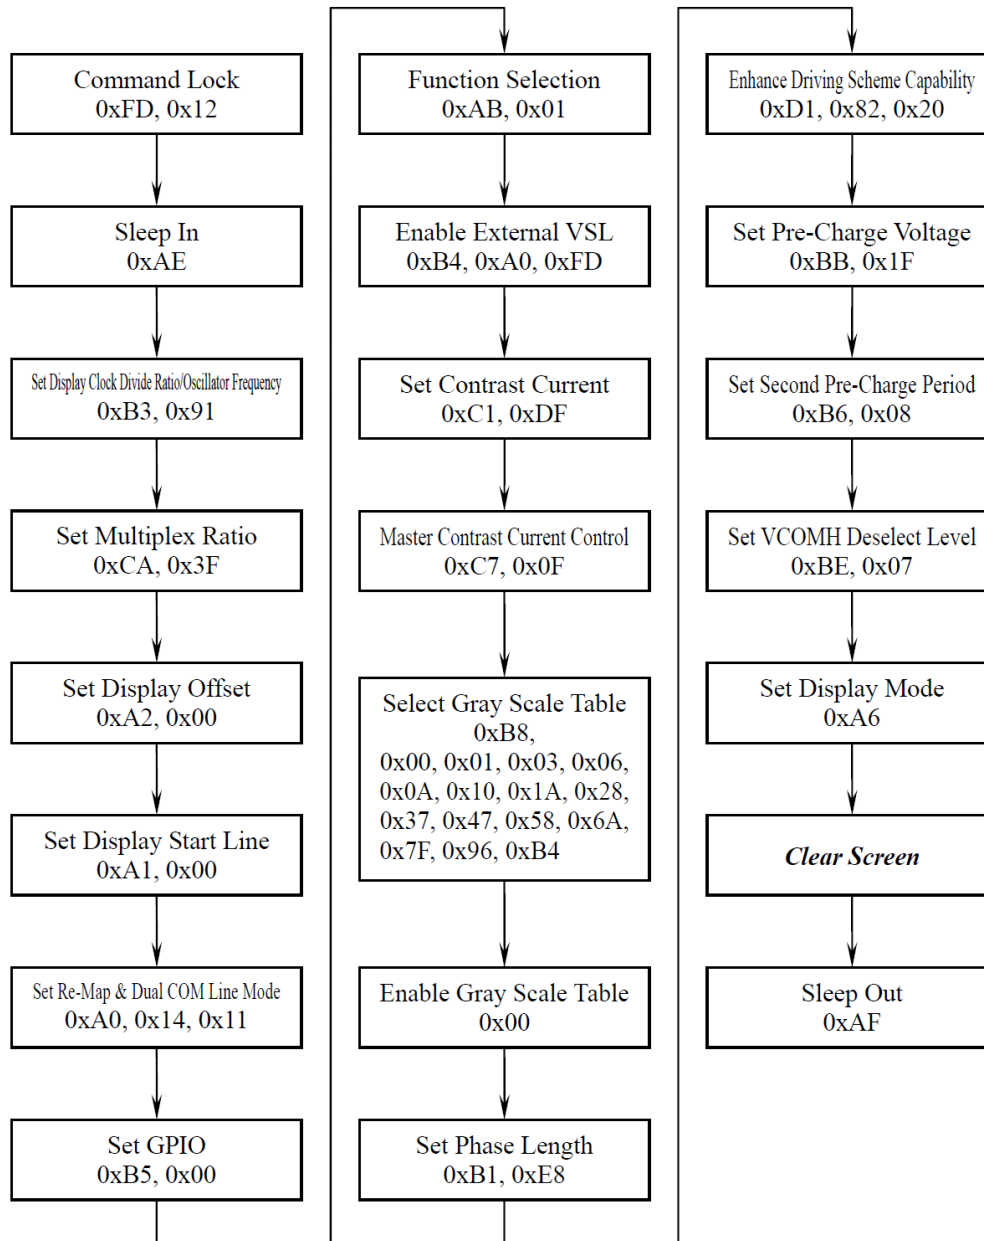 Command Lock
0xFD, 0x12
Sleep In
0xAE
Set Display Clock Divide Ratio/Oscillator Frequency
0xB3, 0x91
Set Multiplex Ratio
0xCA, 0x3F
Set Display Offset
0xA2, 0x00
Set Display Start Line
0xA1, 0x00
Set Re-Map & Dual COM Line Mode
0xA0, 0x14, 0x11
Set GPIO
0xB5, 0x00
Function Selection
0xAB, 0x01
Enable External VSL
0xB4, 0xA0, 0xFD
Set Contrast Current
0xC1, 0xDF
Master Contrast Current Control
0xC7, 0x0F
Select Gray Scale Table
0xB8,
0x00, 0x01, 0x03, 0x06,
0x0A, 0x10, 0x1A, 0x28,
0x37, 0x47, 0x58, 0x6A,
0x7F, 0x96, 0xB4
Enable Gray Scale Table
0x00
Set Phase Length
0xB1, 0xE8
Enhance Driving Scheme Capability
0xD1, 0x82, 0x20
Set Pre-Charge Voltage
0xBB, 0x1F
Set Second Pre-Charge Period
0xB6, 0x08
Set VCOMH Deselect Level
0xBE, 0x07
Set Display Mode
0xA6
Clear Screen
Sleep Out
0xAF